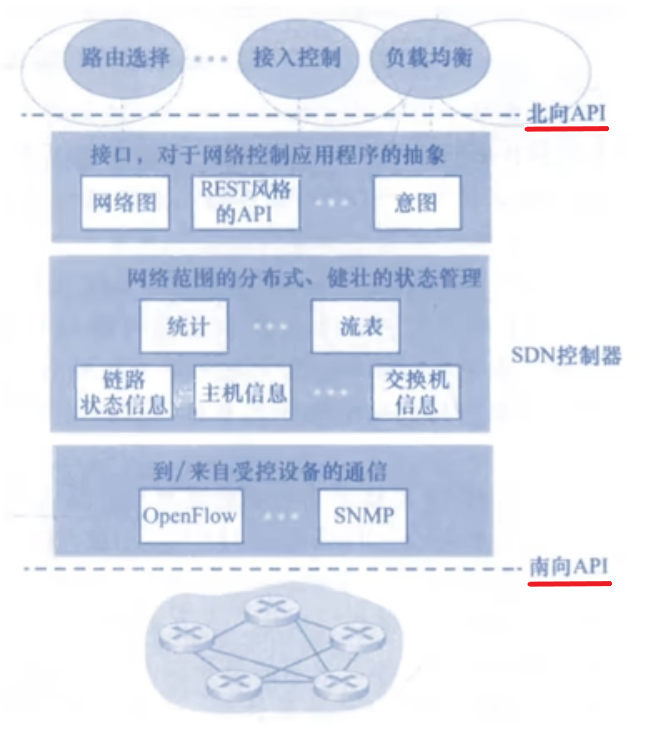 路由选择 ··· 接入控制 负载均衡
北向API
接口，对于网络控制应用程序的抽象
网络图 REST风格的API ··· 意图
网络范围的分布式、健壮的状态管理
统计 ··· 流表
SDN控制器
链路状态信息 主机信息 ··· 交换机信息
到/来自受控设备的通信
OpenFlow ··· SNMP
南向API